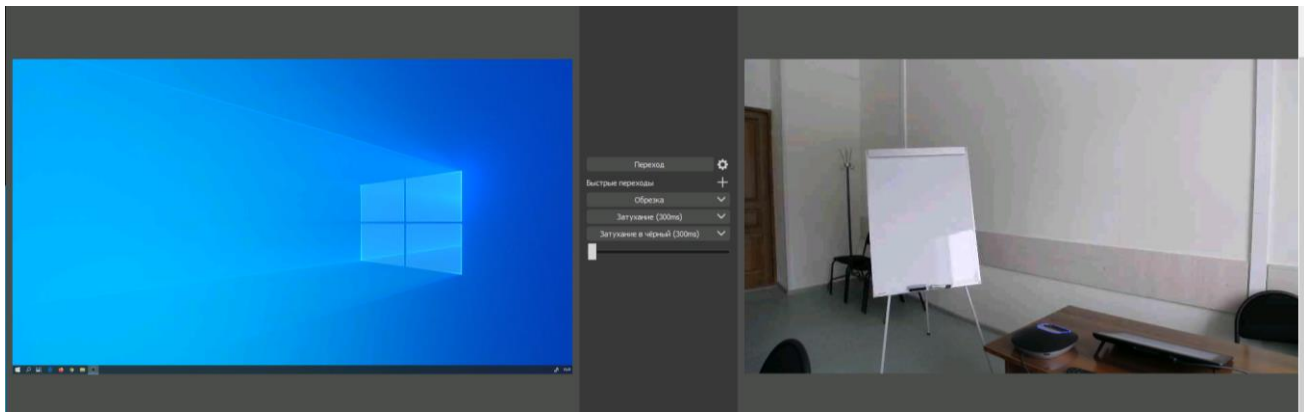 Переход
Быстрые переходы
Обрезка
Затухание (300ms)
Затухание в чёрный (300ms)